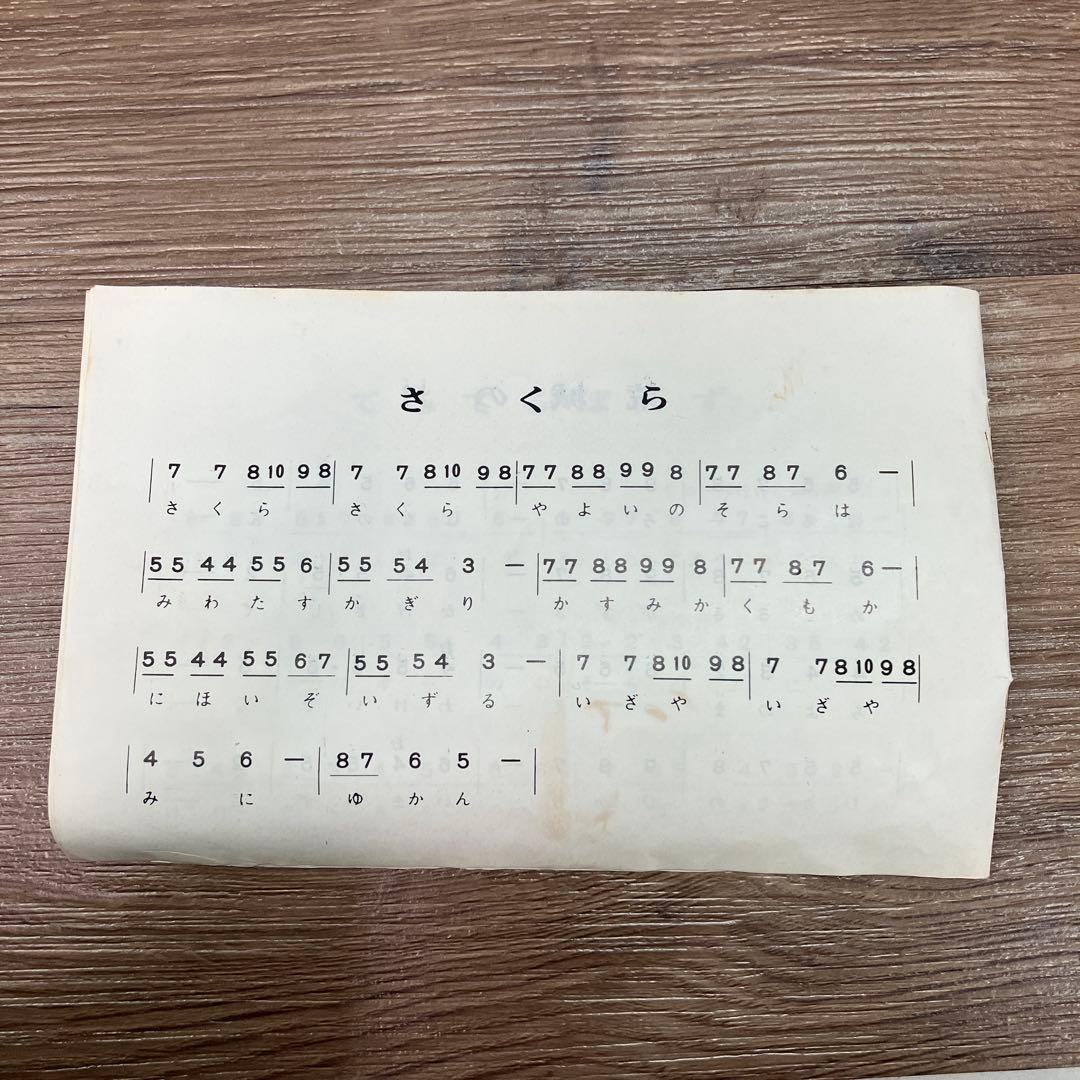 さくら
| 7 7 8 10 9 8 | 7 7 8 10 9 8 | 7 7 8 8 9 9 8 | 7 7 8 7 6 — |
さくら さくら やよいの そらは
| 5 5 4 4 5 5 6 | 5 5 5 4 3 — | 7 7 8 8 9 9 8 | 7 7 8 7 6 — |
みわたす かぎり かすみか くもか
| 5 5 4 4 5 5 6 7 | 5 5 5 4 3 — | 7 7 8 10 9 8 | 7 7 8 10 9 8 |
にほいぞ いずる いざや いざや
| 4 5 6 — | 8 7 6 5 — |
みに ゆかん